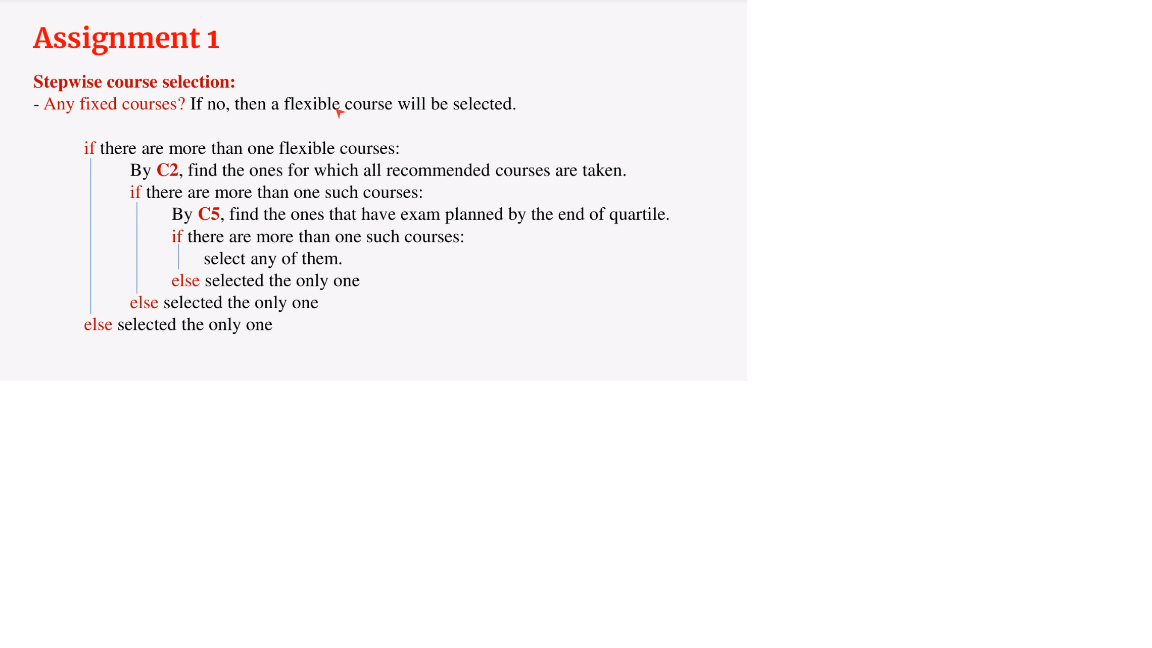 Assignment 1
Stepwise course selection:
- Any fixed courses? If no, then a flexible course will be selected.
if there are more than one flexible courses:
By C2, find the ones for which all recommended courses are taken.
if there are more than one such courses:
By C5, find the ones that have exam planned by the end of quartile.
if there are more than one such courses:
select any of them.
else selected the only one
else selected the only one
else selected the only one